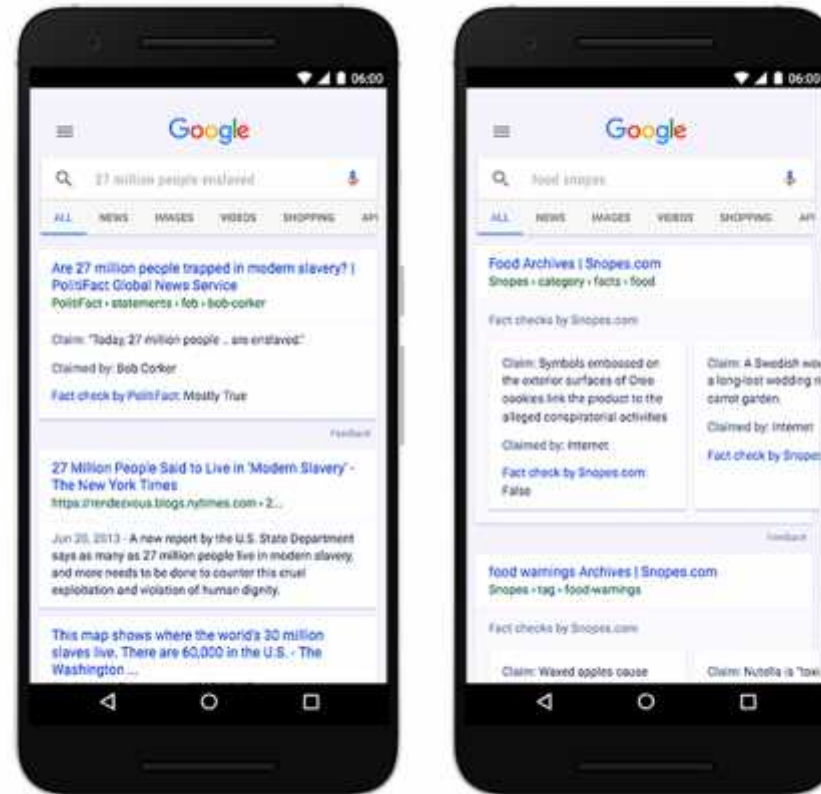 06:00
Google
27 million people enslaved
ALL NEWS IMAGES VIDEOS SHOPPING
Are 27 million people trapped in modern slavery? |
PolitiFact Global News Service
PolitiFact › statements › feb › bob-corker
Claim: "Today, 27 million people .. are enslaved."
Claimed by: Bob Corker
Fact check by PolitiFact: Mostly True
Feedback
27 Million People Said to Live in 'Modern Slavery' -
The New York Times
https://rendezvous.blogs.nytimes.com › 2...
Jun 20, 2013 - A new report by the U.S. State Department
says as many as 27 million people live in modern slavery,
and more needs to be done to counter this cruel
exploitation and violation of human dignity.
This map shows where the world's 30 million
slaves live. There are 60,000 in the U.S. - The
Washington ...
06:00
Google
food snopes
ALL NEWS IMAGES VIDEOS SHOPPING
Food Archives | Snopes.com
Snopes › category › facts › food
Fact checks by Snopes.com
Claim: Symbols embossed on
the exterior surfaces of Oreo
cookies link the product to the
alleged conspiratorial activities
Claimed by: Internet
Fact check by Snopes.com:
False
Claim: A Swedish
a long-lost wedding
carrot garden.
Claimed by: Internet
Fact check by Snopes
Feedback
food warnings Archives | Snopes.com
Snopes › tag › food-warnings
Fact checks by Snopes.com
Claim: Waxed apples cause
Claim: Nutella is